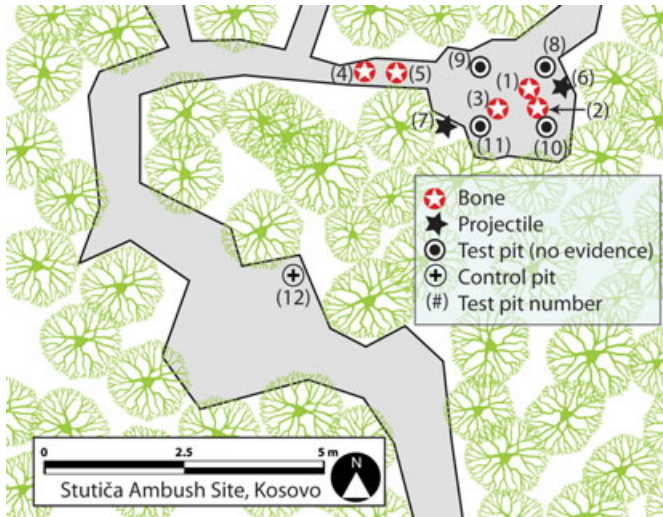 (9)
(8)
(4)
(5)
(1)
(6)
(3)
(2)
(7)
(11)
(10)
Bone
Projectile
Test pit (no evidence)
Control pit
(#) Test pit number
(12)
0 2.5 5 m
N
Stutiča Ambush Site, Kosovo